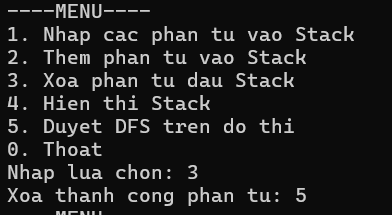 ----MENU----
1. Nhap cac phan tu vao Stack
2. Them phan tu vao Stack
3. Xoa phan tu dau Stack
4. Hien thi Stack
5. Duyet DFS tren do thi
0. Thoat
Nhap lua chon: 3
Xoa thanh cong phan tu: 5
----MENU----